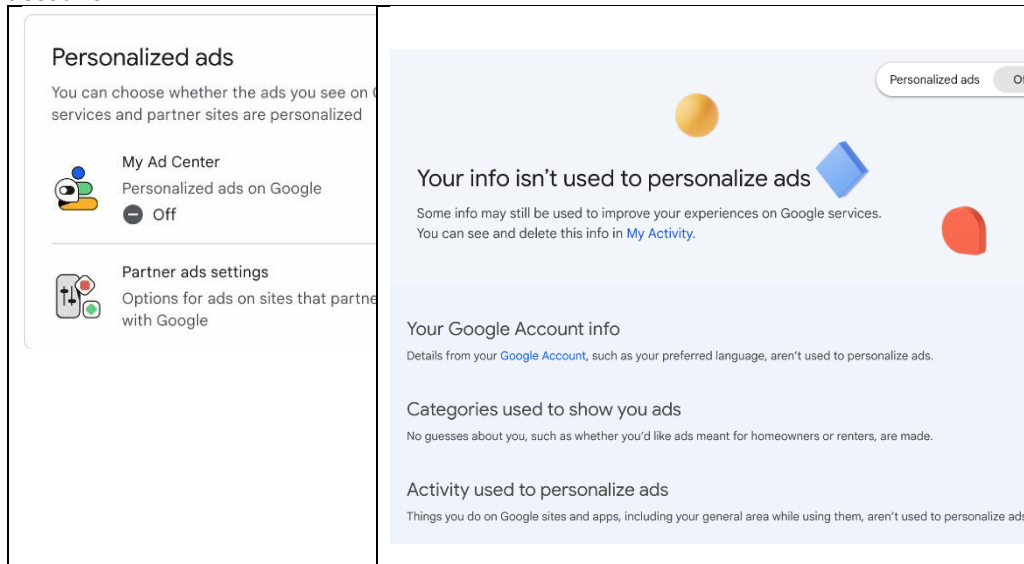 Personalized ads
You can choose whether the ads you see on
services and partner sites are personalized
My Ad Center
Personalized ads on Google
Off
Partner ads settings
Options for ads on sites that partne
with Google
Personalized ads
Your info isn't used to personalize ads
Some info may still be used to improve your experiences on Google services.
You can see and delete this info in My Activity.
Your Google Account info
Details from your Google Account, such as your preferred language, aren't used to personalize ads.
Categories used to show you ads
No guesses about you, such as whether you'd like ads meant for homeowners or renters, are made.
Activity used to personalize ads
Things you do on Google sites and apps, including your general area while using them, aren't used to personalize ads